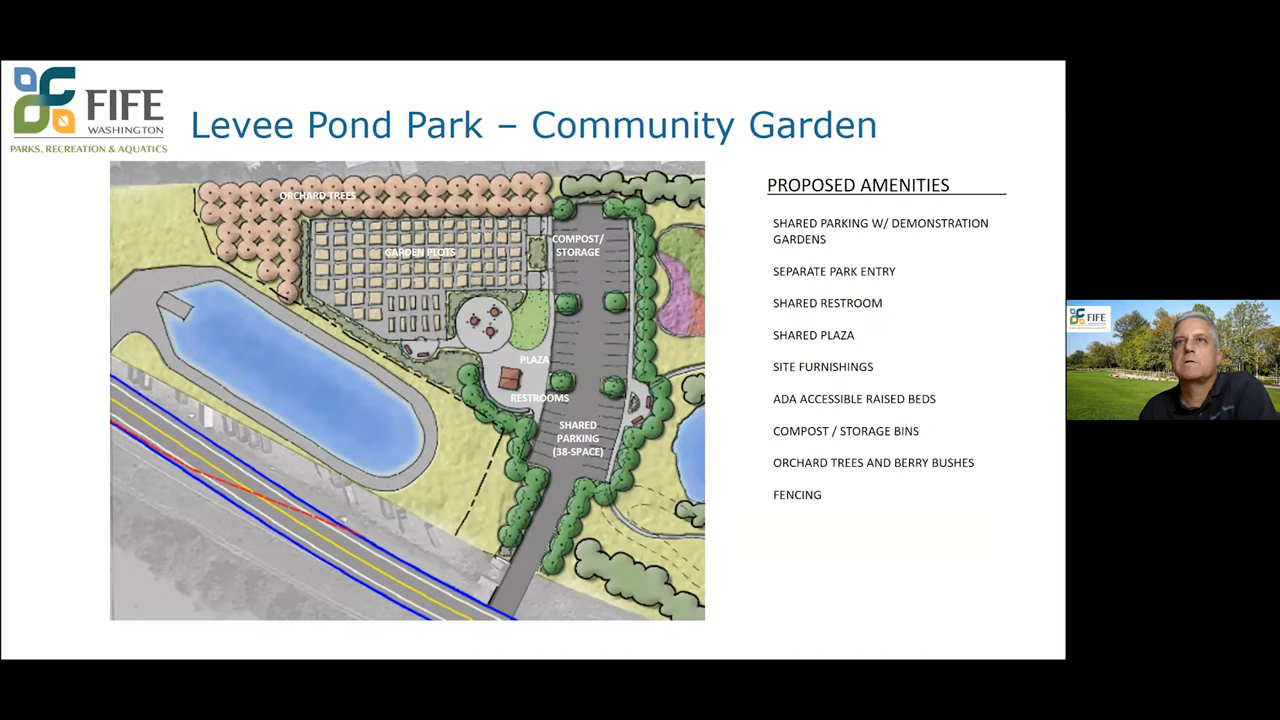 FIFE
WASHINGTON
PARKS, RECREATION & AQUATICS
Levee Pond Park – Community Garden
ORCHARD TREES
GARDEN PLOTS
COMPOST/
STORAGE
PLAZA
RESTROOMS
SHARED
PARKING
(38-SPACE)
PROPOSED AMENITIES
SHARED PARKING W/ DEMONSTRATION
GARDENS
SEPARATE PARK ENTRY
SHARED RESTROOM
SHARED PLAZA
SITE FURNISHINGS
ADA ACCESSIBLE RAISED BEDS
COMPOST / STORAGE BINS
ORCHARD TREES AND BERRY BUSHES
FENCING
FIFE